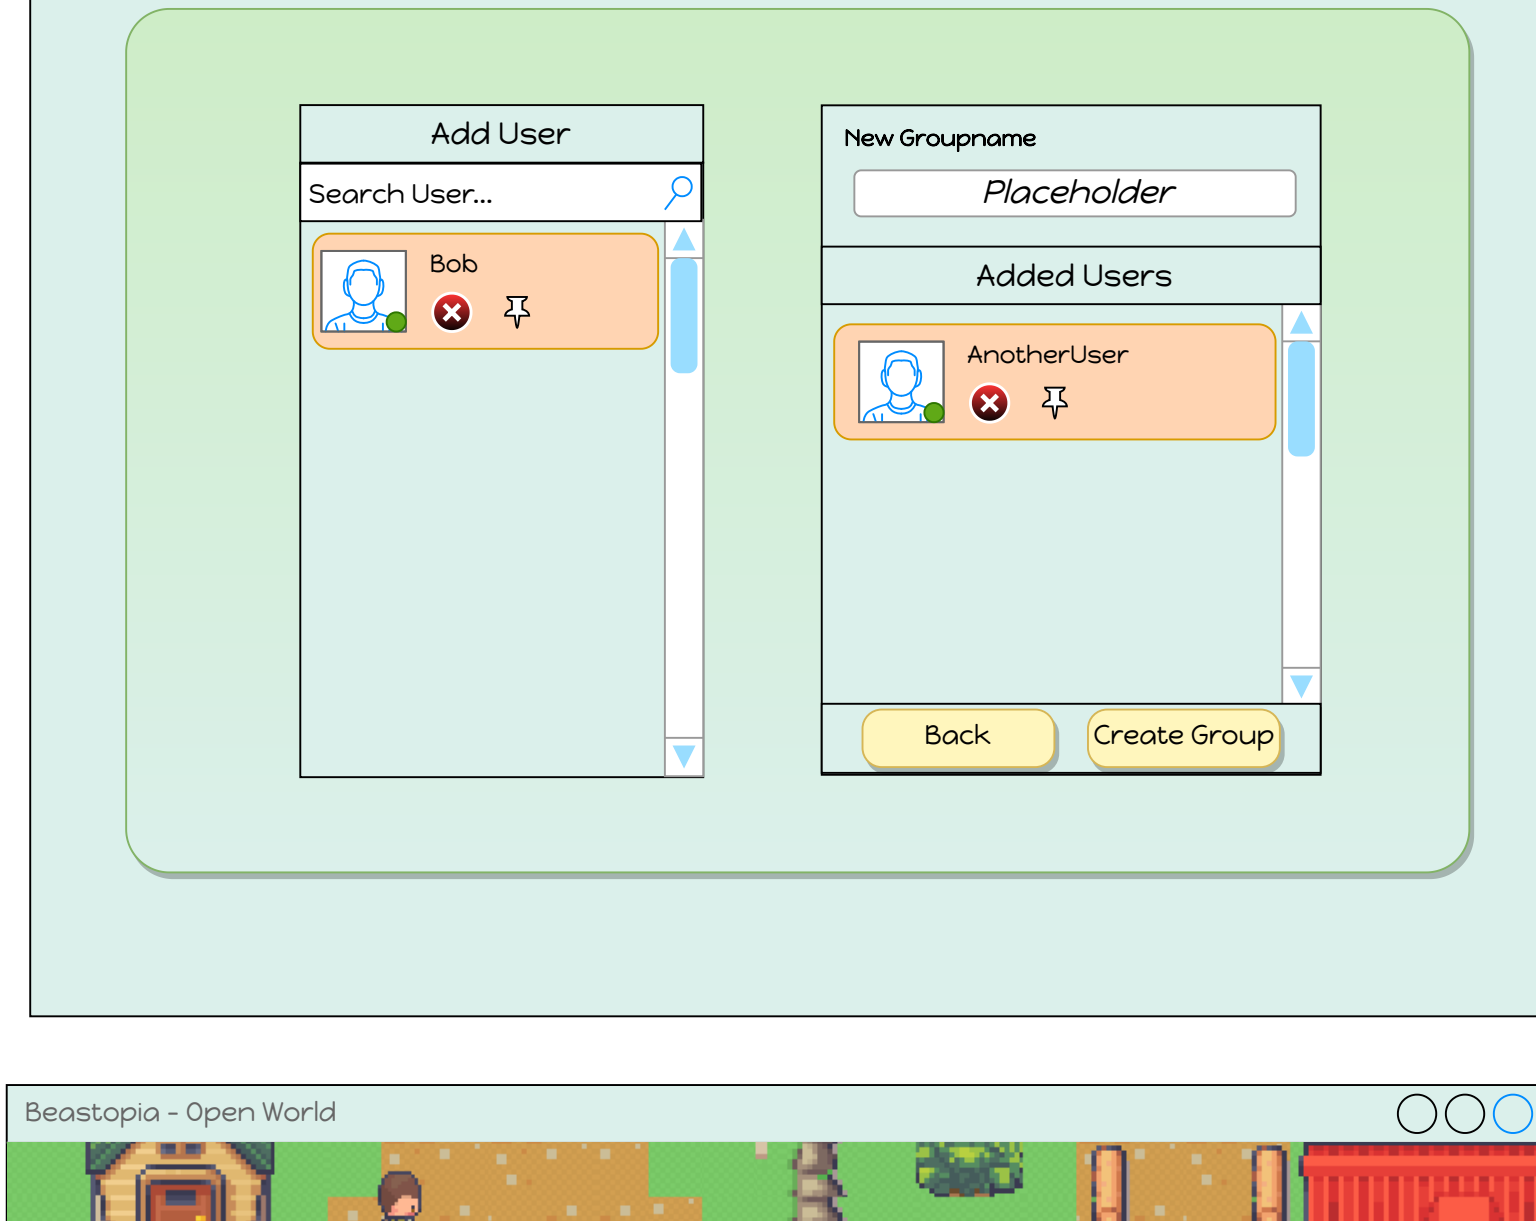 Add User
Search User...
Bob
New Groupname
Placeholder
Added Users
AnotherUser
Back
Create Group
Beastopia - Open World